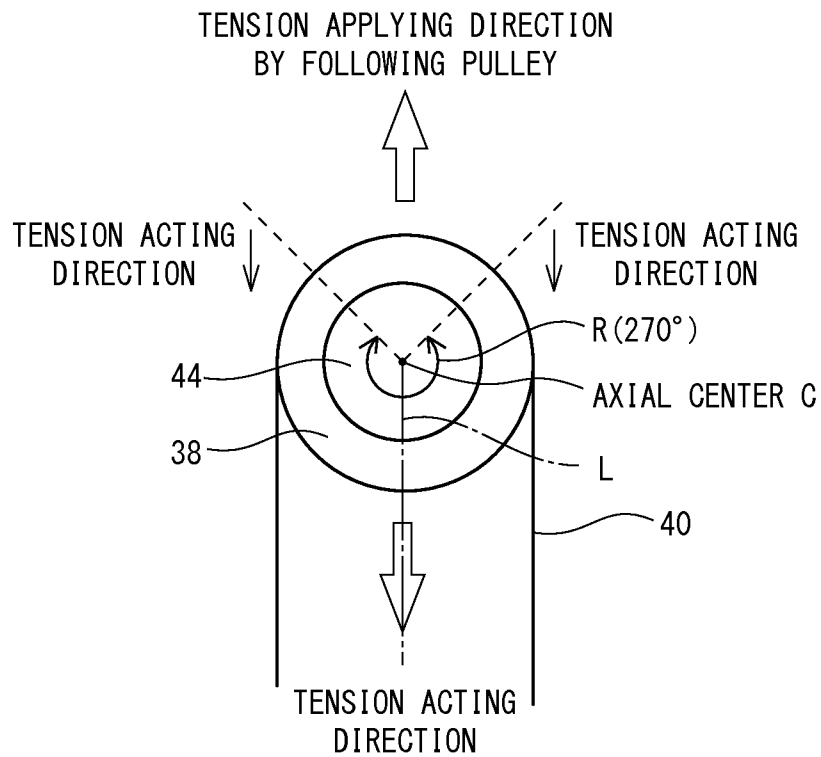 TENSION APPLYING DIRECTION
BY FOLLOWING PULLEY
TENSION ACTING
DIRECTION
TENSION ACTING
DIRECTION
R(270°)
44
AXIAL CENTER C
38
L
40
TENSION ACTING
DIRECTION